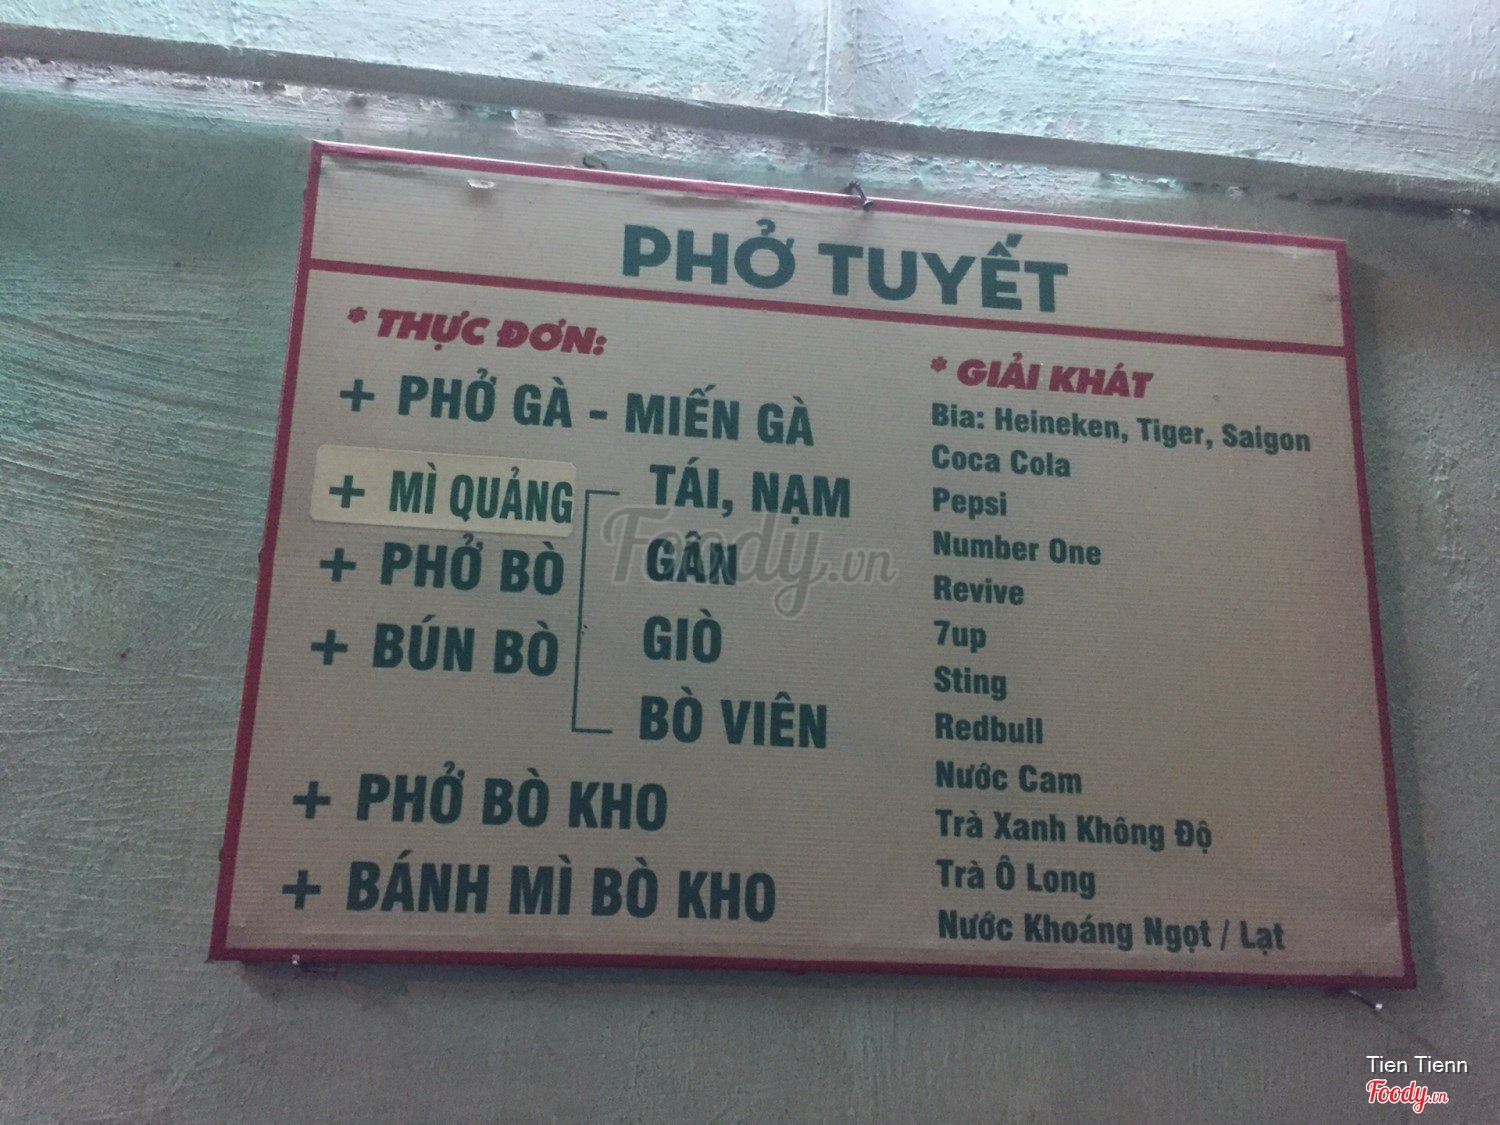 PHỞ TUYẾT
* THỰC ĐƠN:
+ PHỞ GÀ - MIẾN GÀ
+ MÌ QUẢNG
+ PHỞ BÒ
+ BÚN BÒ
TÁI, NẠM
GÂN
GIÒ
BÒ VIÊN
+ PHỞ BÒ KHO
+ BÁNH MÌ BÒ KHO
* GIẢI KHÁT
Bia: Heineken, Tiger, Saigon
Coca Cola
Pepsi
Number One
Revive
7up
Sting
Redbull
Nước Cam
Trà Xanh Không Độ
Trà Ô Long
Nước Khoáng Ngọt / Lạt
Foody.vn
Tien Tienn
Foody.vn